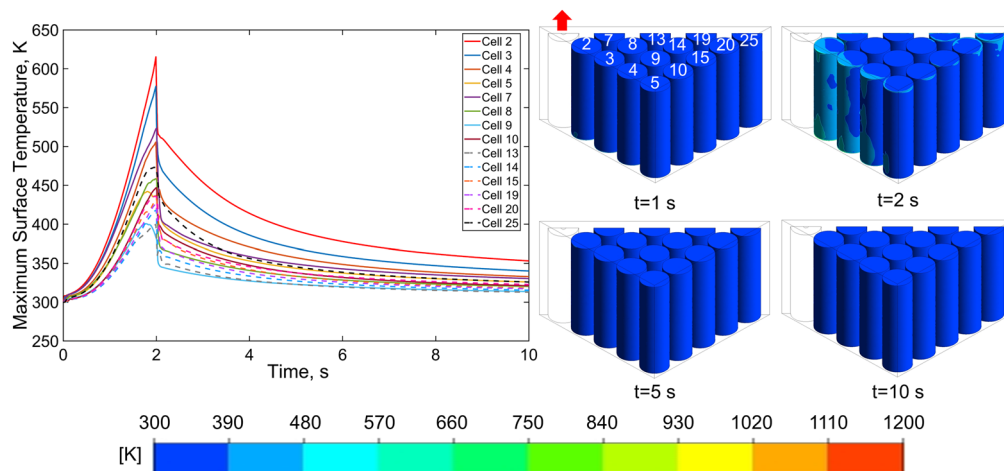 Maximum Surface Temperature, K
650
600
550
500
450
400
350
300
250
0
2
4
6
8
10
Time, s
Cell 2
Cell 3
Cell 4
Cell 5
Cell 7
Cell 8
Cell 9
Cell 10
Cell 13
Cell 14
Cell 15
Cell 19
Cell 20
Cell 25
2 7 8 13 14 19 20 25
3 9 15
4 10
5
t=1 s
t=2 s
t=5 s
t=10 s
300 390 480 570 660 750 840 930 1020 1110 1200
[K]